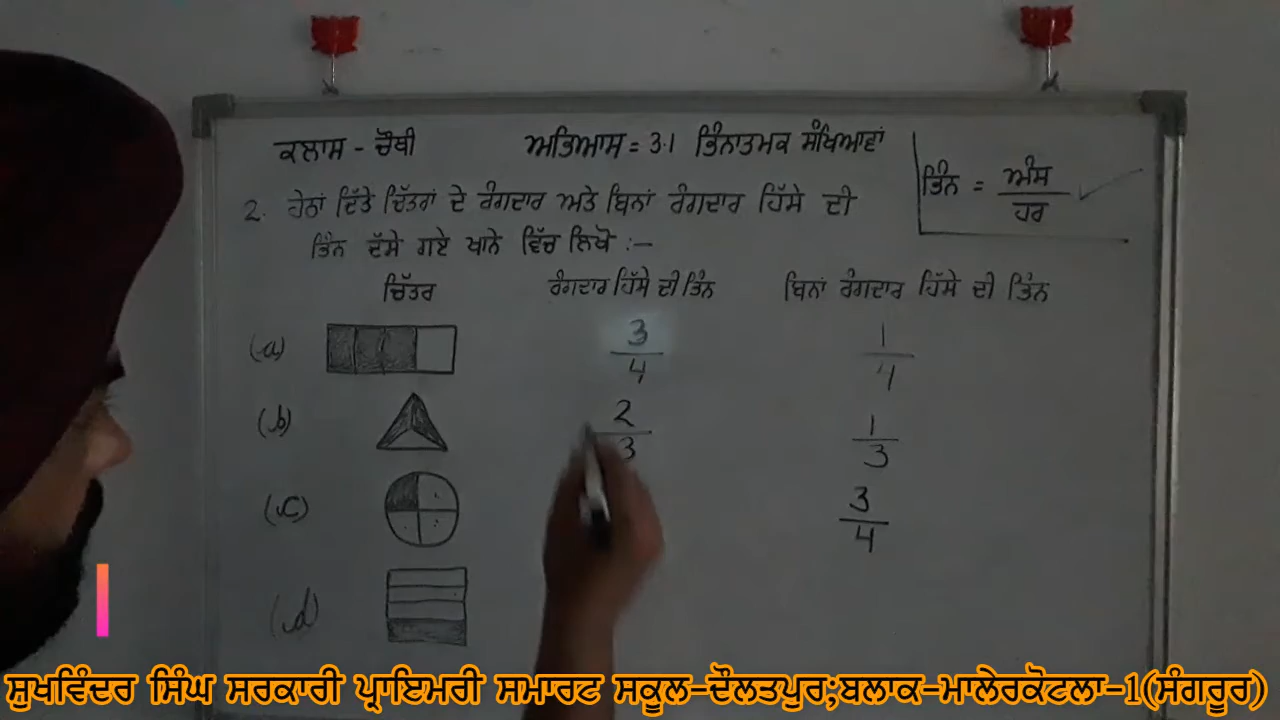 ਕਲਾਸ - ਚੌਥੀ ਅਭਿਆਸ = 3.1 ਭਿੰਨਾਤਮਕ ਸੰਖਿਆਵਾਂ
ਭਿੰਨ = ਅੰਸ਼ / ਹਰ
2. ਹੇਠਾਂ ਦਿੱਤੇ ਚਿੱਤਰਾਂ ਦੇ ਰੰਗਦਾਰ ਅਤੇ ਬਿਨਾਂ ਰੰਗਦਾਰ ਹਿੱਸੇ ਦੀ
ਭਿੰਨ ਦੱਸੇ ਗਏ ਖਾਨੇ ਵਿੱਚ ਲਿਖੋ :-
ਚਿੱਤਰ ਰੰਗਦਾਰ ਹਿੱਸੇ ਦੀ ਭਿੰਨ ਬਿਨਾਂ ਰੰਗਦਾਰ ਹਿੱਸੇ ਦੀ ਭਿੰਨ
(a) 3/4 1/4
(b) 2/3 1/3
(c) 3/4
(d)
ਸੁਖਵਿੰਦਰ ਸਿੰਘ ਸਰਕਾਰੀ ਪ੍ਰਾਇਮਰੀ ਸਮਾਰਟ ਸਕੂਲ-ਦੌਲਤਪੁਰ;ਬਲਾਕ-ਮਾਲੇਰਕੋਟਲਾ-1(ਸੰਗਰੂਰ)